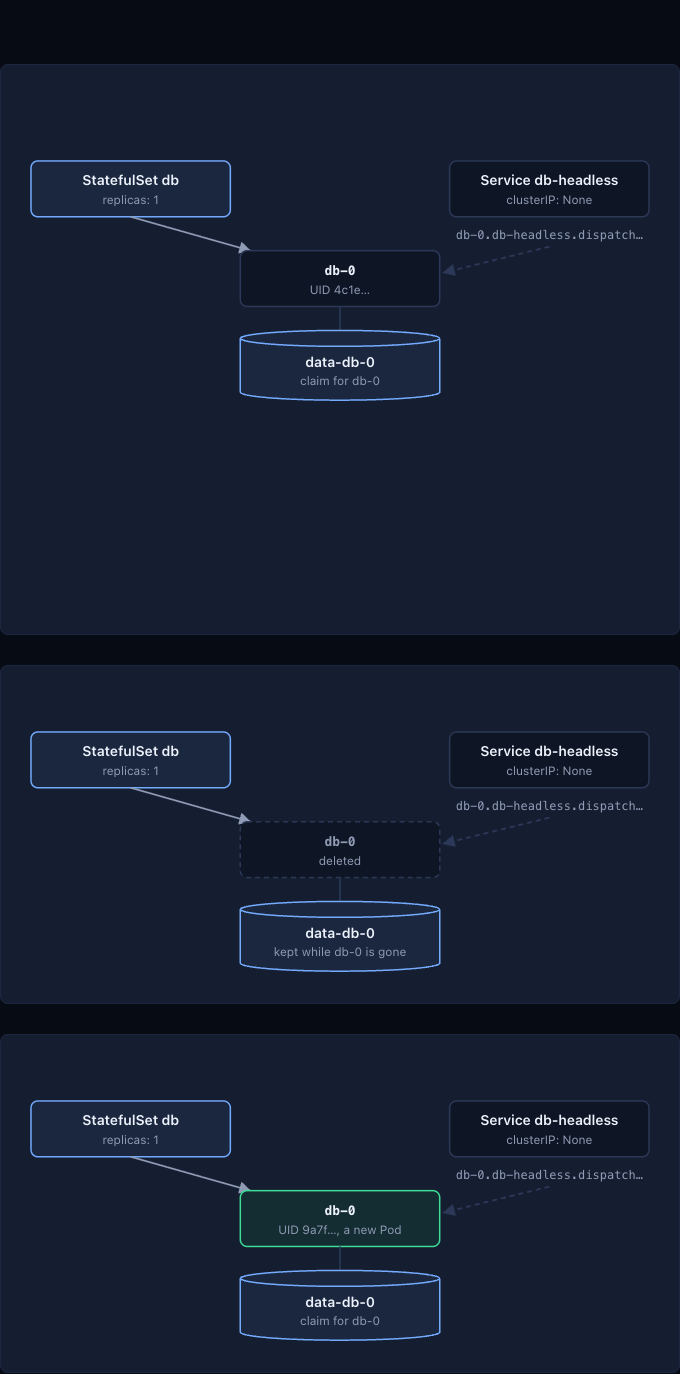 StatefulSet db
replicas: 1
Service db-headless
clusterIP: None
db-0.db-headless.dispatch…
db-0
UID 4c1e…
data-db-0
claim for db-0
StatefulSet db
replicas: 1
Service db-headless
clusterIP: None
db-0.db-headless.dispatch…
db-0
deleted
data-db-0
kept while db-0 is gone
StatefulSet db
replicas: 1
Service db-headless
clusterIP: None
db-0.db-headless.dispatch…
db-0
UID 9a7f…, a new Pod
data-db-0
claim for db-0